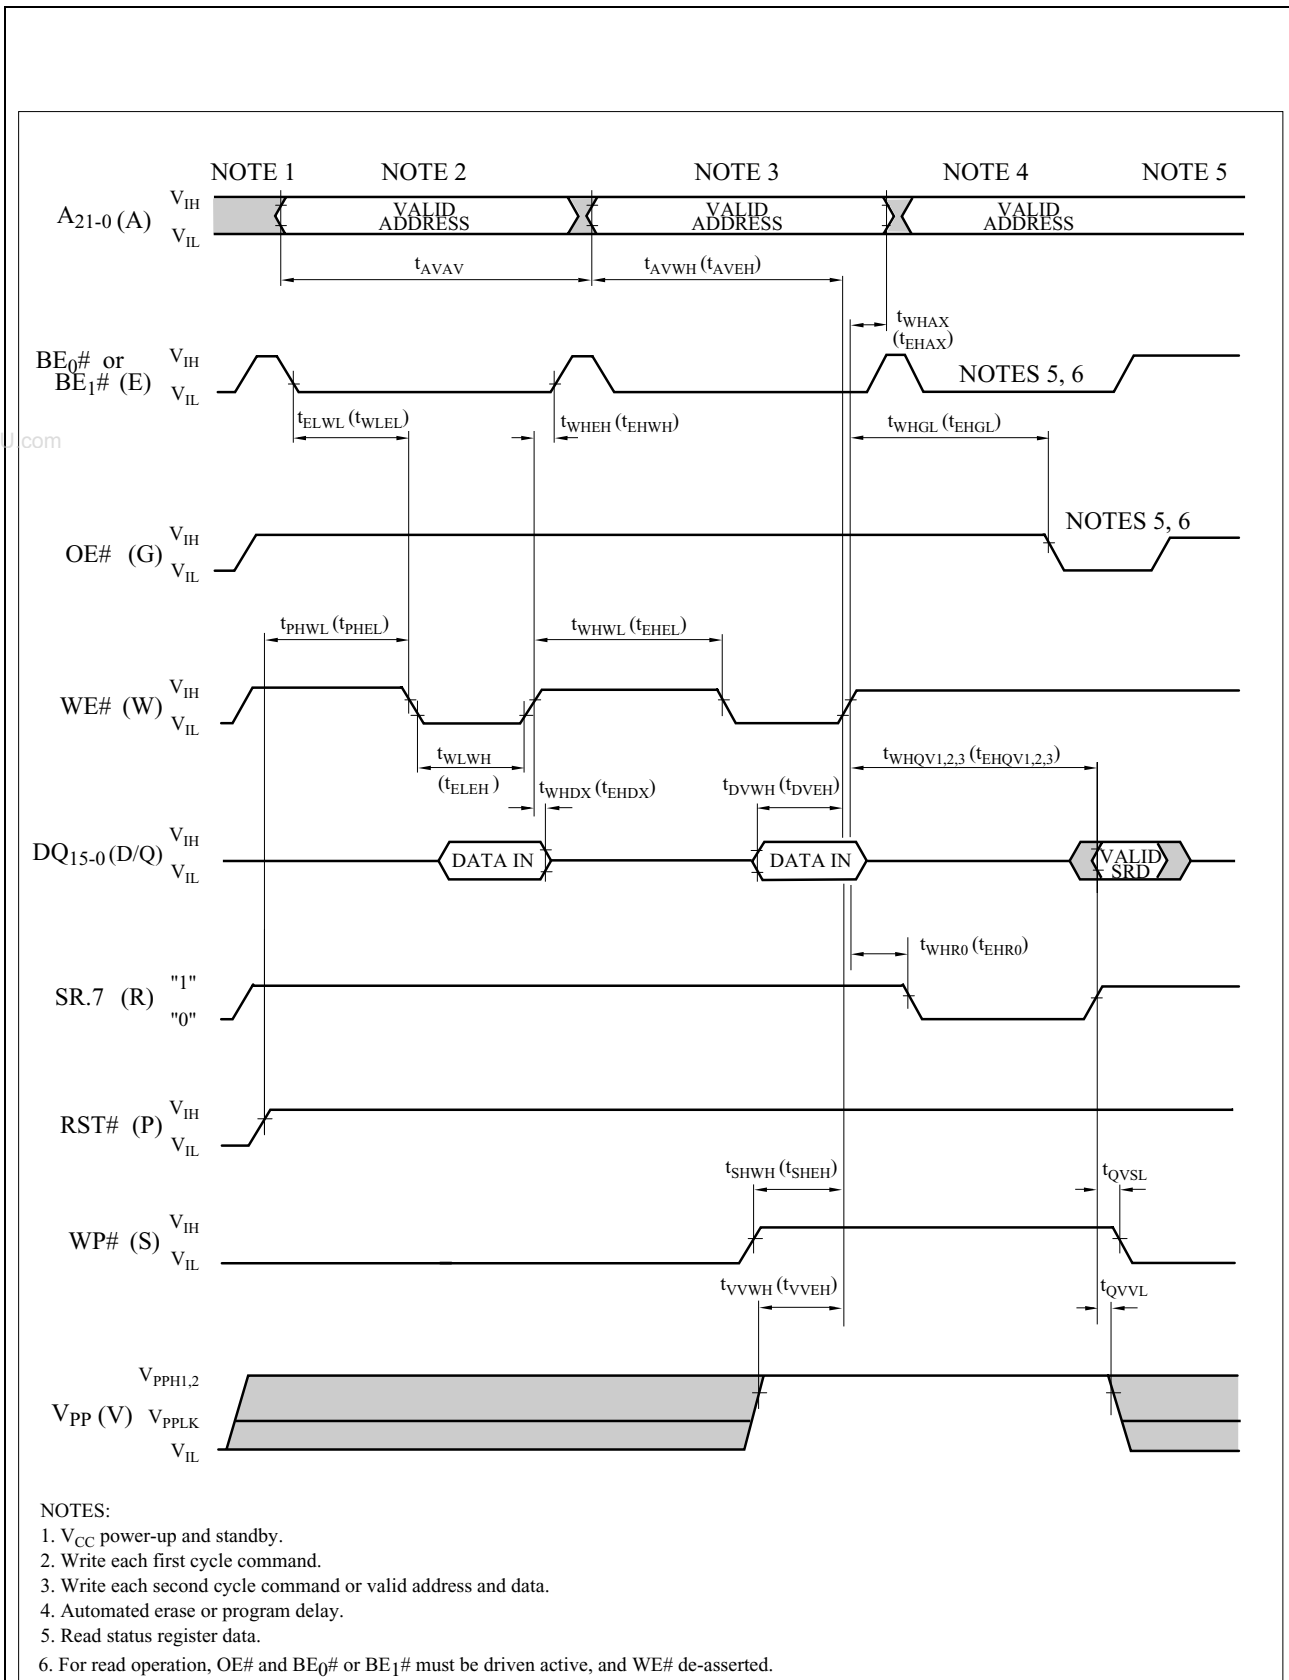 NOTE 1 NOTE 2 NOTE 3 NOTE 4 NOTE 5
A21-0 (A) VIH VIL
VALID ADDRESS VALID ADDRESS VALID ADDRESS
tAVAV tAVWH (tAVEH)
tWHAX
(tEHAX)
BE0# or
BE1# (E)
VIH
VIL
NOTES 5, 6
tELWL (tWLEL) tWHEH (tEHWH) tWHGL (tEHGL)
U.com
NOTES 5, 6
OE# (G) VIH VIL
tPHWL (tPHEL) tWHWL (tEHEL)
WE# (W) VIH VIL
tWLWH
(tELEH)
tWHDX (tEHDX) tDVWH (tDVEH) tWHQV1,2,3 (tEHQV1,2,3)
DQ15-0 (D/Q) VIH VIL
DATA IN DATA IN VALID SRD
tWHR0 (tEHR0)
SR.7 (R) "1" "0"
RST# (P) VIH VIL
tSHWH (tSHEH) tQVSL
WP# (S) VIH VIL
tVVWH (tVVEH) tQVVL
VPP (V) VPPH1,2 VPPLK VIL
NOTES:
1. VCC power-up and standby.
2. Write each first cycle command.
3. Write each second cycle command or valid address and data.
4. Automated erase or program delay.
5. Read status register data.
6. For read operation, OE# and BE0# or BE1# must be driven active, and WE# de-asserted.